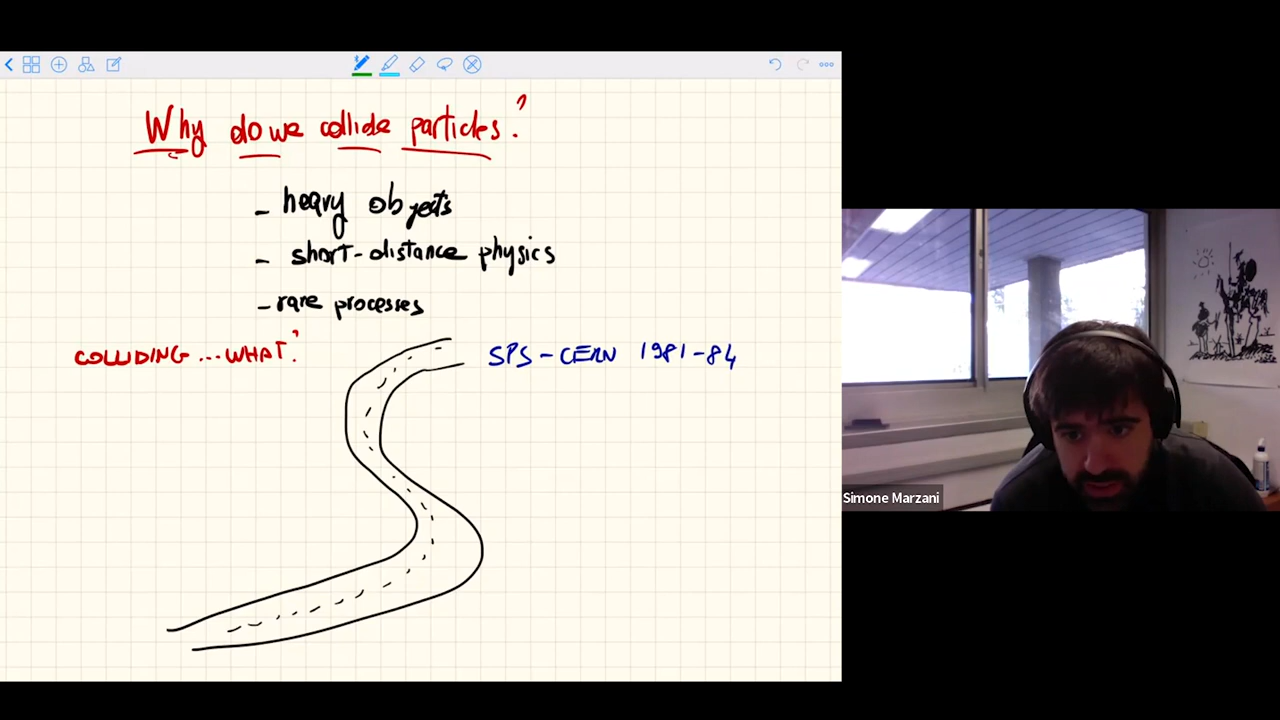 Why do we collide particles?
- heavy objects
- short-distance physics
- rare processes
COLLIDING ... WHAT?
SPS - CERN 1981-84
Simone Marzani